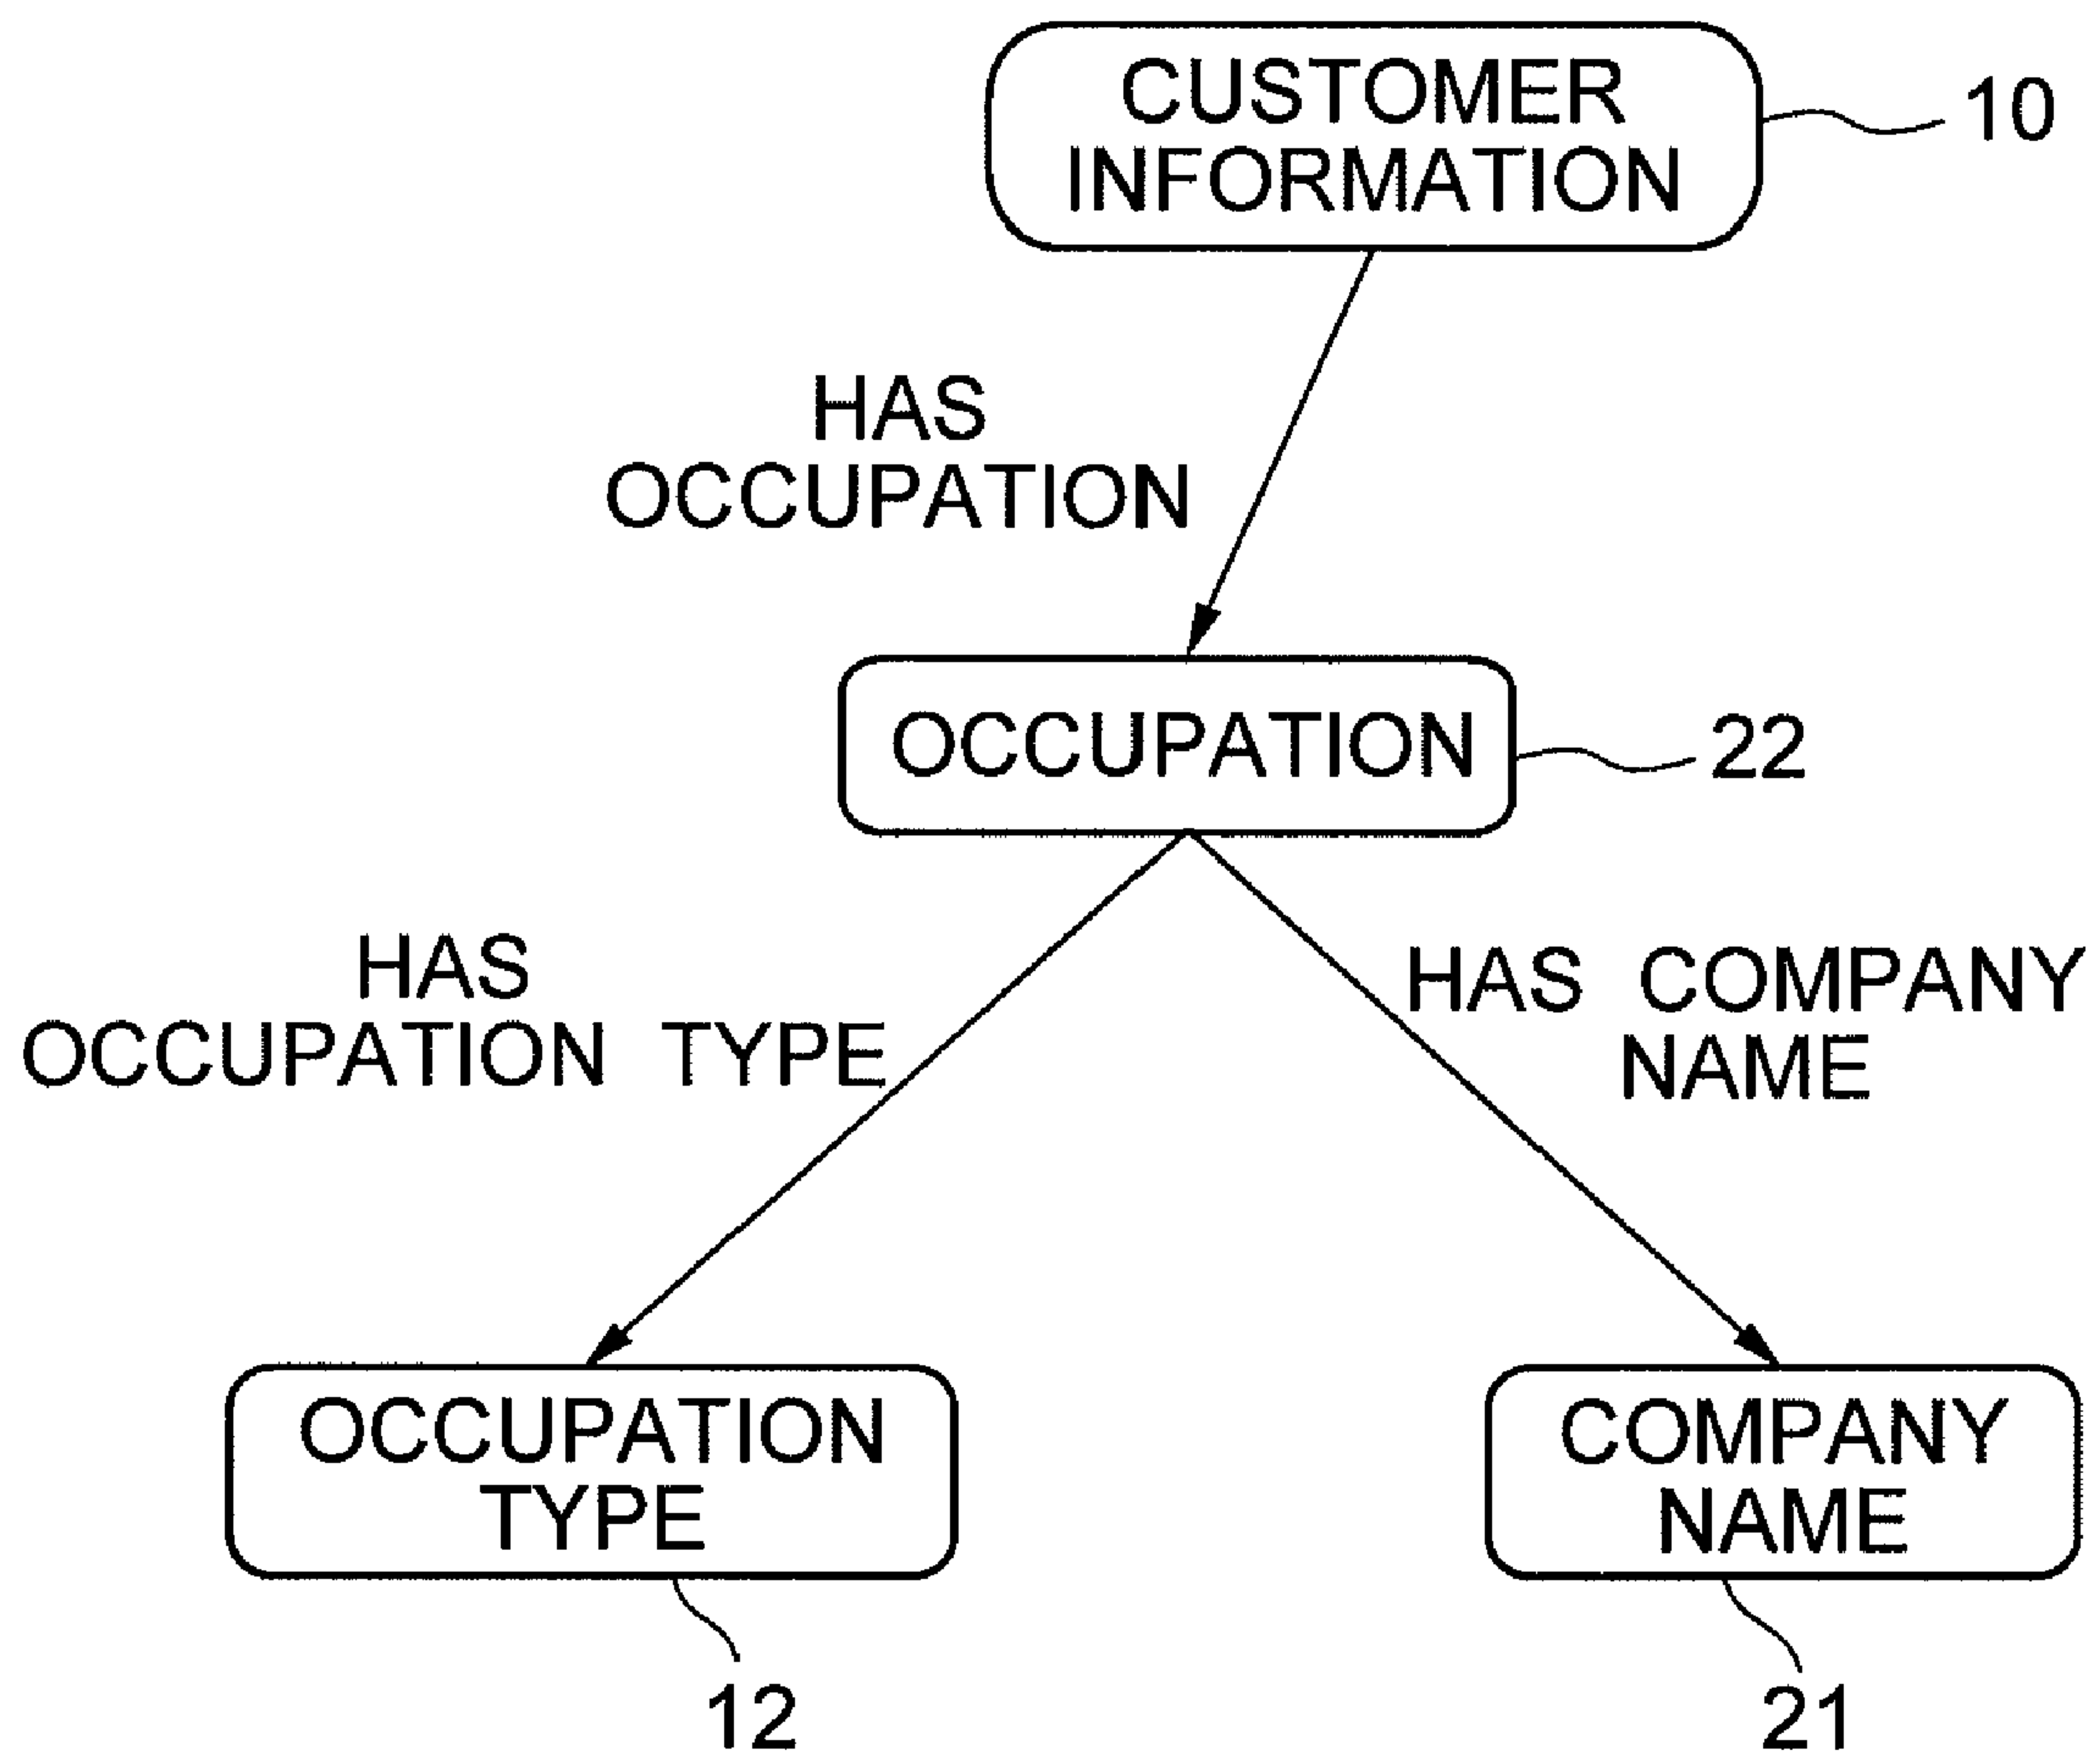 CUSTOMER
INFORMATION
10
HAS
OCCUPATION
OCCUPATION
22
HAS
OCCUPATION TYPE
HAS COMPANY
NAME
OCCUPATION
TYPE
COMPANY
NAME
12
21